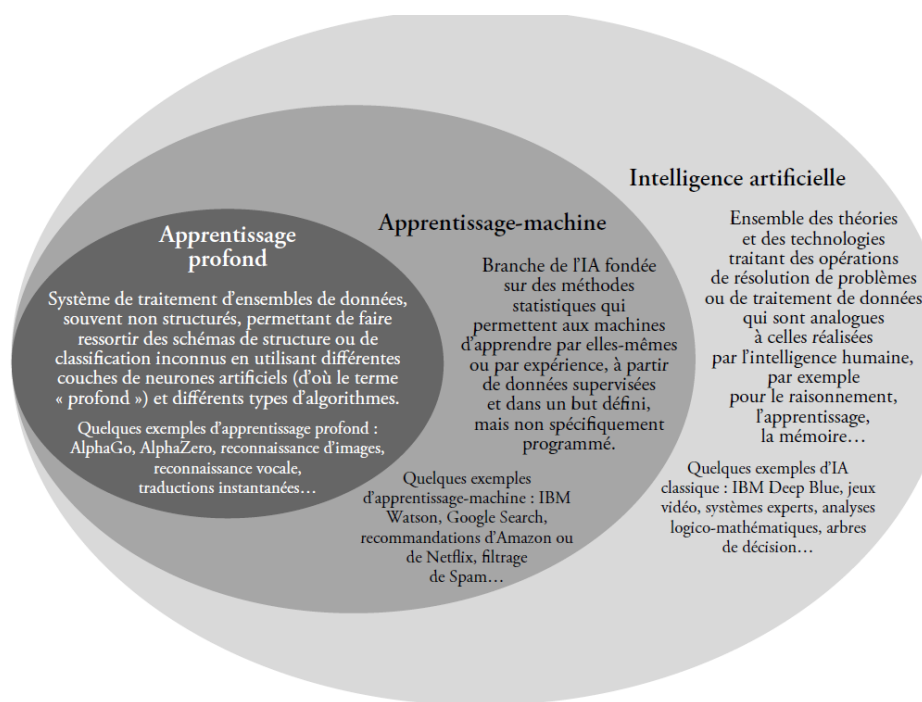 Intelligence artificielle
Ensemble des théories
et des technologies
traitant des opérations
de résolution de problèmes
ou de traitement de données
qui sont analogues
à celles réalisées
par l'intelligence humaine,
par exemple
pour le raisonnement,
l'apprentissage,
la mémoire…
Quelques exemples d'IA
classique : IBM Deep Blue, jeux
vidéo, systèmes experts, analyses
logico-mathématiques, arbres
de décision…
Apprentissage-machine
Branche de l'IA fondée
sur des méthodes
statistiques qui
permettent aux machines
d'apprendre par elles-mêmes
ou par expérience, à partir
de données supervisées
et dans un but défini,
mais non spécifiquement
programmé.
Quelques exemples
d'apprentissage-machine : IBM
Watson, Google Search,
recommandations d'Amazon ou
de Netflix, filtrage
de Spam…
Apprentissage
profond
Système de traitement d'ensembles de données,
souvent non structurés, permettant de faire
ressortir des schémas de structure ou de
classification inconnus en utilisant différentes
couches de neurones artificiels (d'où le terme
« profond ») et différents types d'algorithmes.
Quelques exemples d'apprentissage profond :
AlphaGo, AlphaZero, reconnaissance d'images,
reconnaissance vocale,
traductions instantanées…